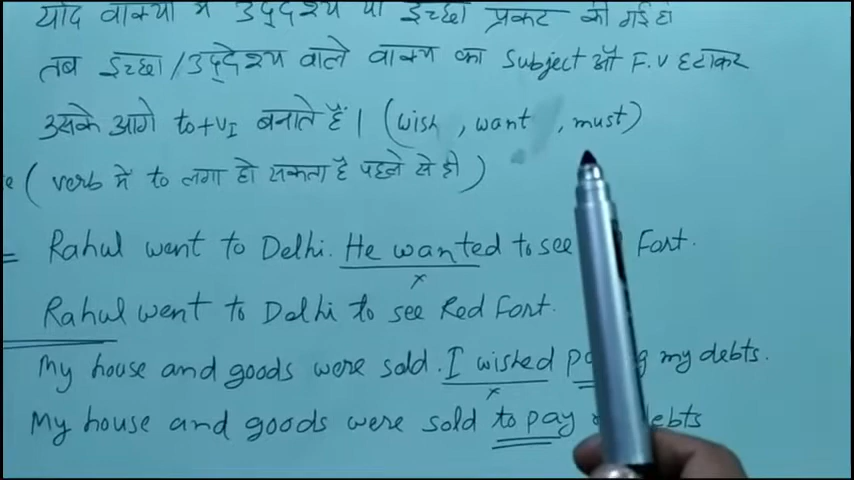 यदि वाक्यों में उद्देश्य या इच्छा प्रकट की गई हो
तब इच्छा/उद्देश्य वाले वाक्य का Subject और F.V हटाकर
उसके आगे to+V₁ बनाते हैं। (wish, want, must)
(verb में to लगा हो सकता है पहले से ही)
= Rahul went to Delhi. He wanted to see Fort.
×
Rahul went to Delhi to see Red Fort.
My house and goods were sold. I wished my debts.
×
My house and goods were sold to pay debts